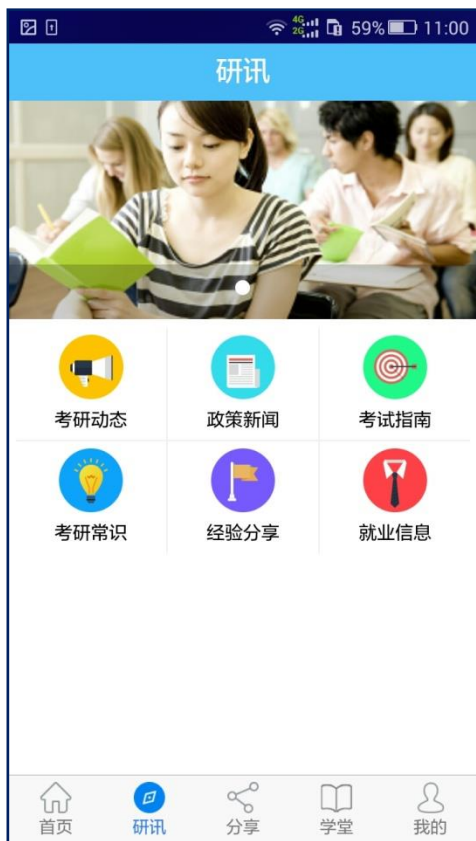 4G
2G
59%
11:00
研讯
考研动态
政策新闻
考试指南
考研常识
经验分享
就业信息
首页
研讯
分享
学堂
我的